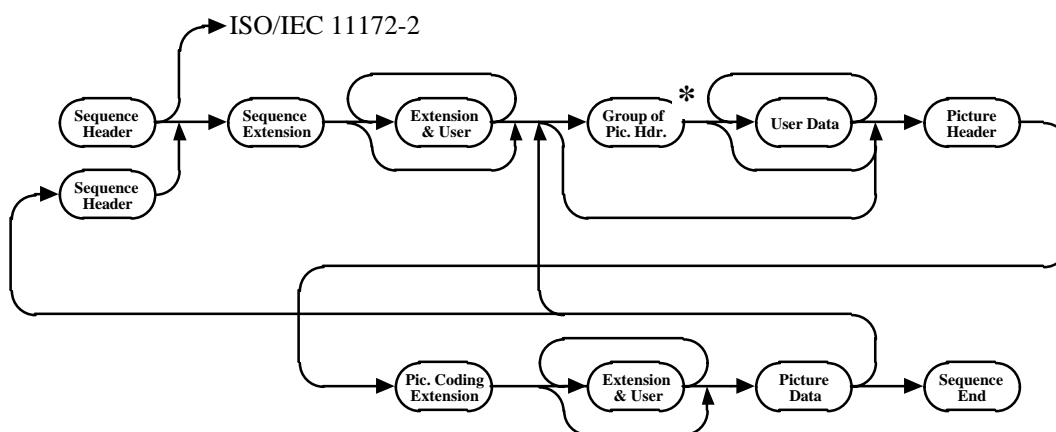 ISO/IEC 11172-2
Sequence
Header
Sequence
Extension
Extension
& User
Group of
Pic. Hdr.
*
User Data
Picture
Header
Sequence
Header
Pic. Coding
Extension
Extension
& User
Picture
Data
Sequence
End